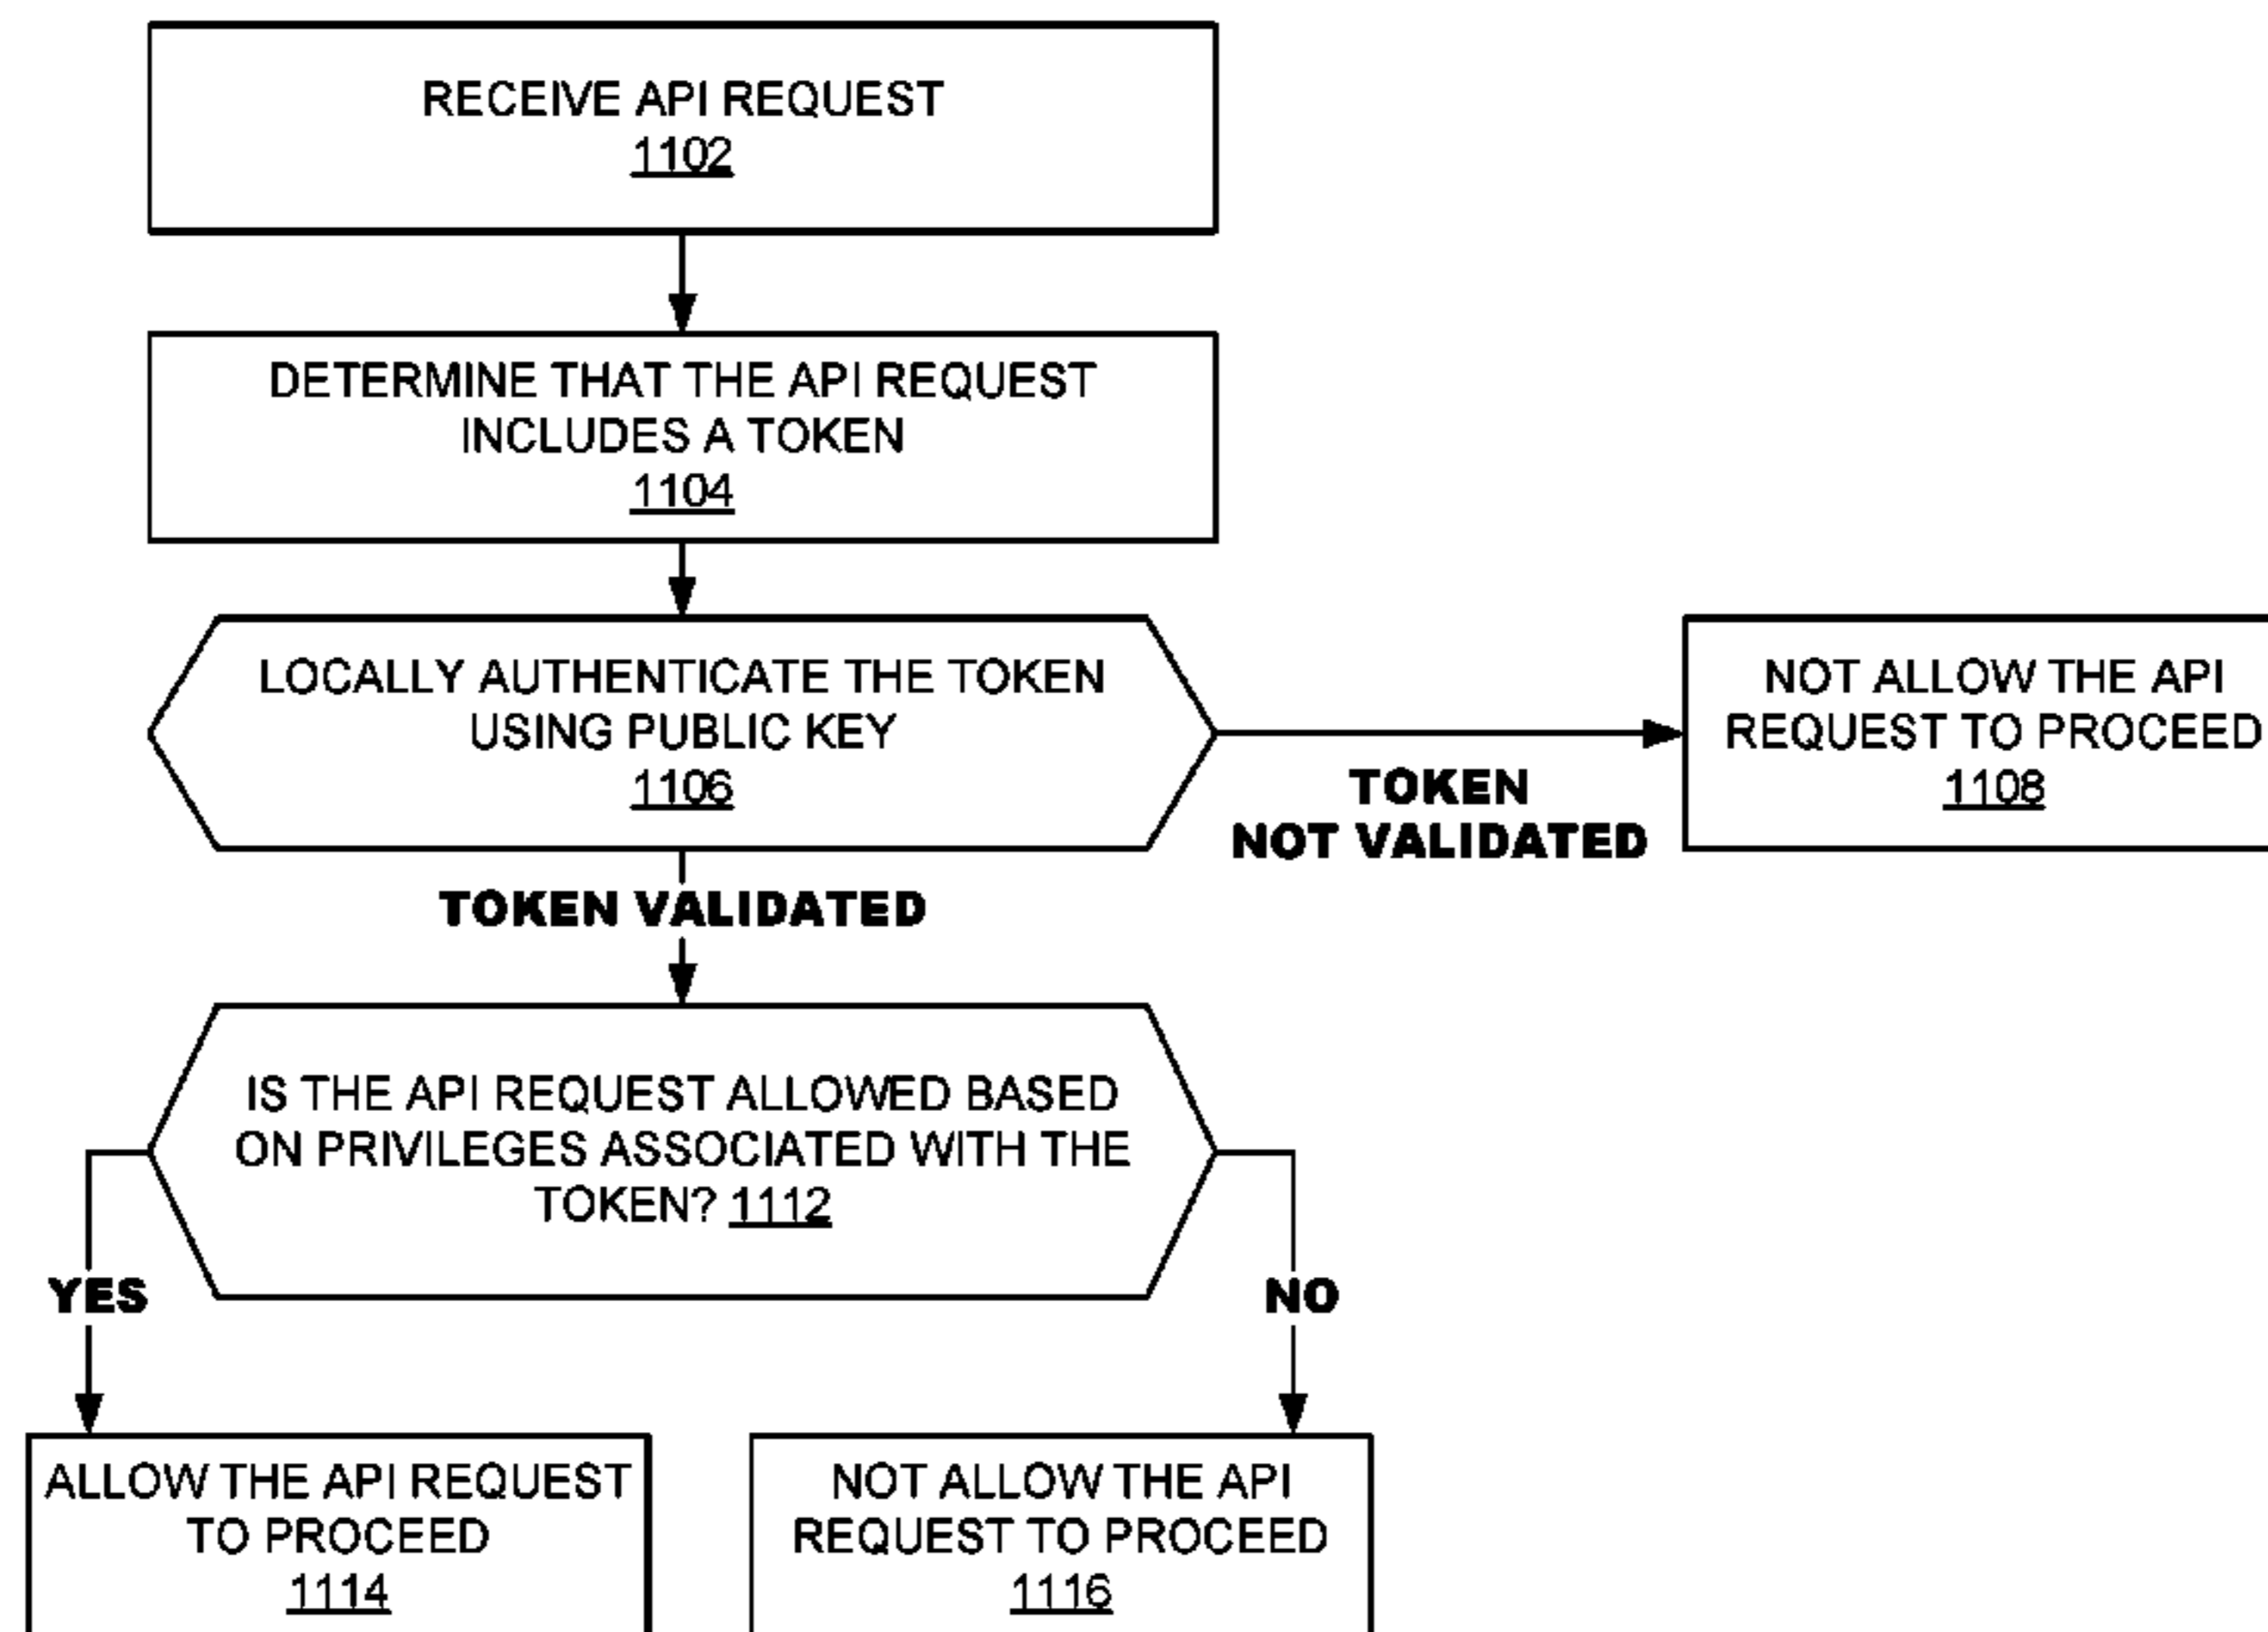 RECEIVE API REQUEST
1102
DETERMINE THAT THE API REQUEST
INCLUDES A TOKEN
1104
LOCALLY AUTHENTICATE THE TOKEN
USING PUBLIC KEY
1106
TOKEN
NOT VALIDATED
NOT ALLOW THE API
REQUEST TO PROCEED
1108
TOKEN VALIDATED
IS THE API REQUEST ALLOWED BASED
ON PRIVILEGES ASSOCIATED WITH THE
TOKEN? 1112
YES
NO
ALLOW THE API REQUEST
TO PROCEED
1114
NOT ALLOW THE API
REQUEST TO PROCEED
1116